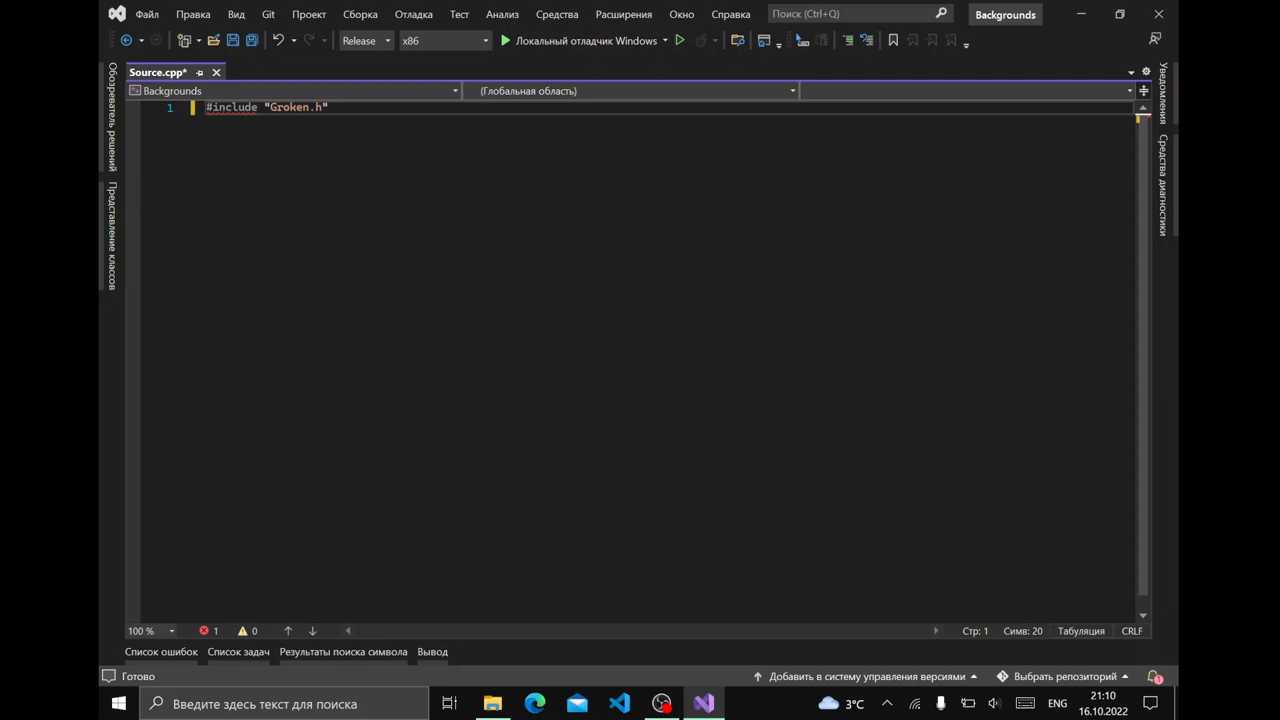 Файл Правка Вид Git Проект Сборка Отладка Тест Анализ Средства Расширения Окно Справка Поиск (Ctrl+Q) Backgrounds
Release x86 Локальный отладчик Windows
Source.cpp*
Backgrounds (Глобальная область)
1 #include "Groken.h"
Обозреватель решений
Представление классов
Уведомления
Средства диагностики
100 % 1 0 Стр: 1 Симв: 20 Табуляция CRLF
Список ошибок Список задач Результаты поиска символа Вывод
Готово Добавить в систему управления версиями Выбрать репозиторий 1
Введите здесь текст для поиска 3°C ENG 21:10
16.10.2022